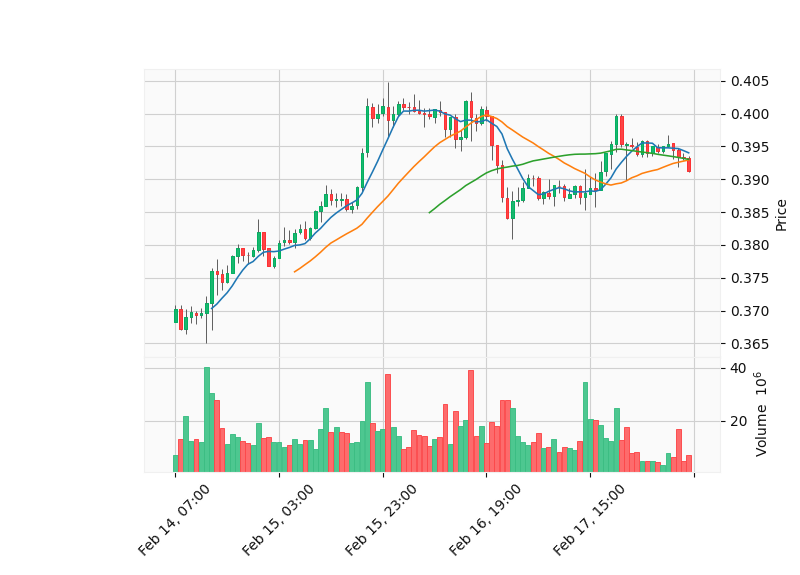 0.405
0.400
0.395
0.390
0.385
0.380
0.375
0.370
0.365
Price
40
20
Volume 10^6
Feb 14, 07:00
Feb 15, 03:00
Feb 15, 23:00
Feb 16, 19:00
Feb 17, 15:00